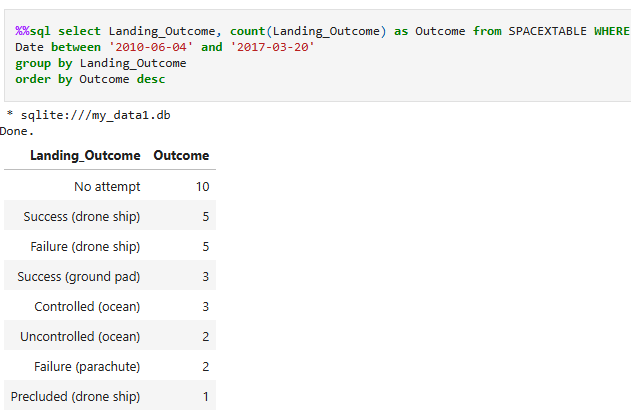 %%sql select Landing_Outcome, count(Landing_Outcome) as Outcome from SPACEXTABLE WHERE
Date between '2010-06-04' and '2017-03-20'
group by Landing_Outcome
order by Outcome desc
* sqlite:///my_data1.db
Done.
Landing_Outcome Outcome
No attempt 10
Success (drone ship) 5
Failure (drone ship) 5
Success (ground pad) 3
Controlled (ocean) 3
Uncontrolled (ocean) 2
Failure (parachute) 2
Precluded (drone ship) 1